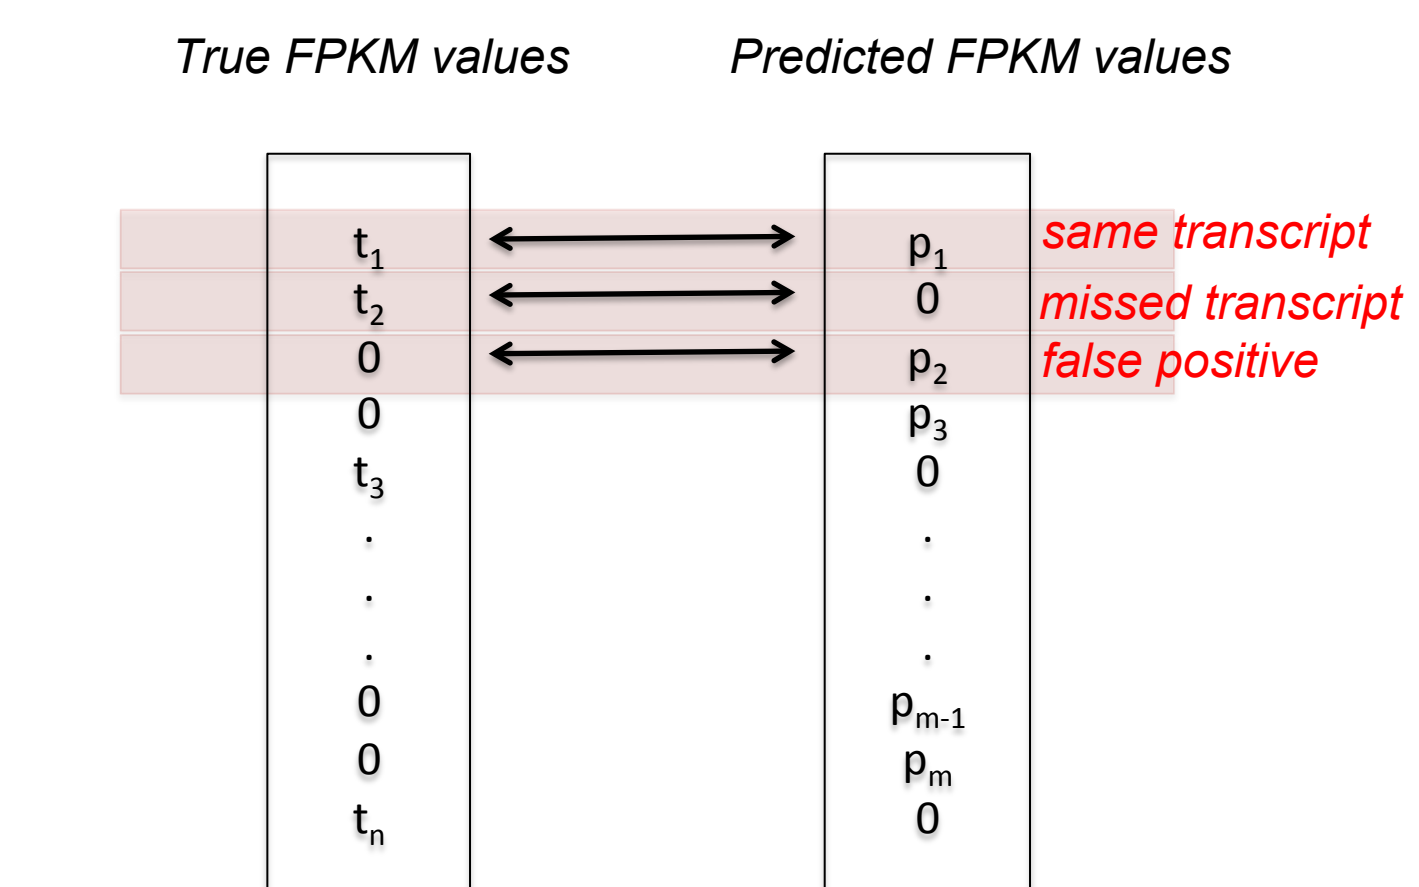 True FPKM values Predicted FPKM values
t₁ p₁ same transcript
t₂ 0 missed transcript
0 p₂ false positive
0 p₃
t₃ 0
. .
. .
. .
0 pₘ₋₁
0 pₘ
tₙ 0